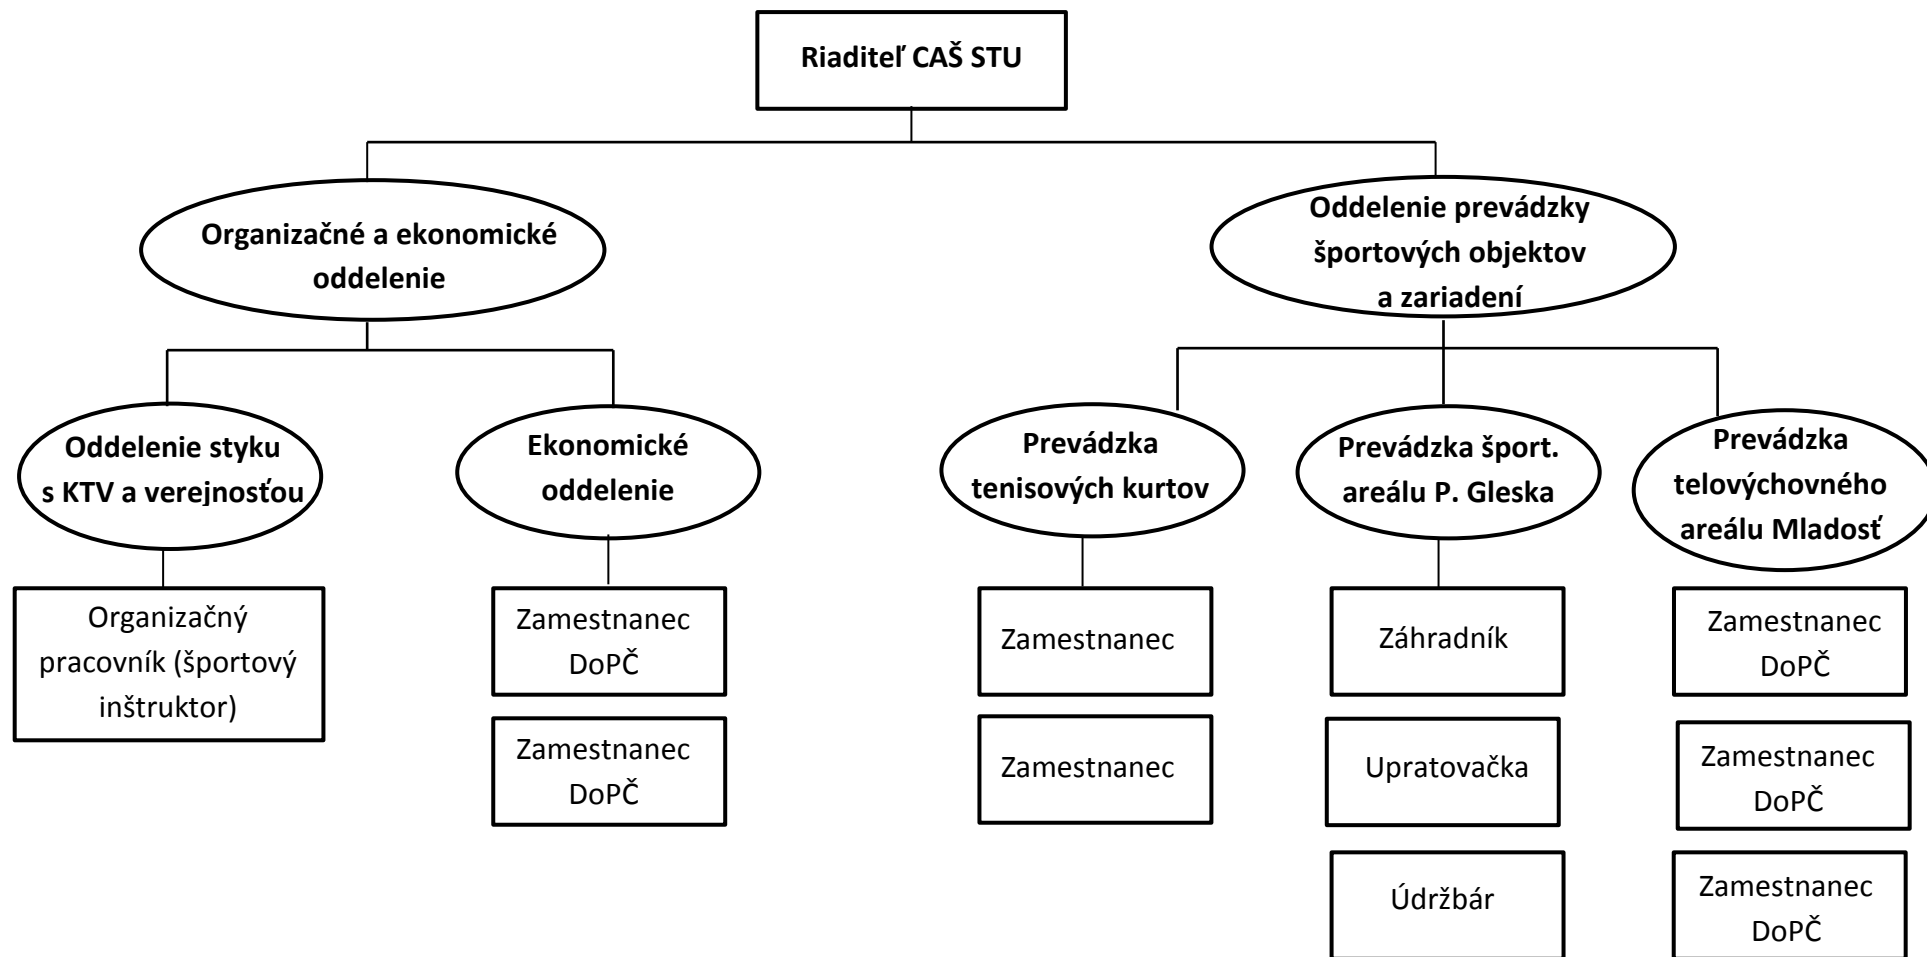 Riaditeľ CAŠ STU
Organizačné a ekonomické
oddelenie
Oddelenie prevádzky
športových objektov
a zariadení
Oddelenie styku
s KTV a verejnosťou
Ekonomické
oddelenie
Prevádzka
tenisových kurtov
Prevádzka šport.
areálu P. Gleska
Prevádzka
telovýchovného
areálu Mladosť
Organizačný
pracovník (športový
inštruktor)
Zamestnanec
DoPČ
Zamestnanec
DoPČ
Zamestnanec
Zamestnanec
Záhradník
Upratovačka
Údržbár
Zamestnanec
DoPČ
Zamestnanec
DoPČ
Zamestnanec
DoPČ